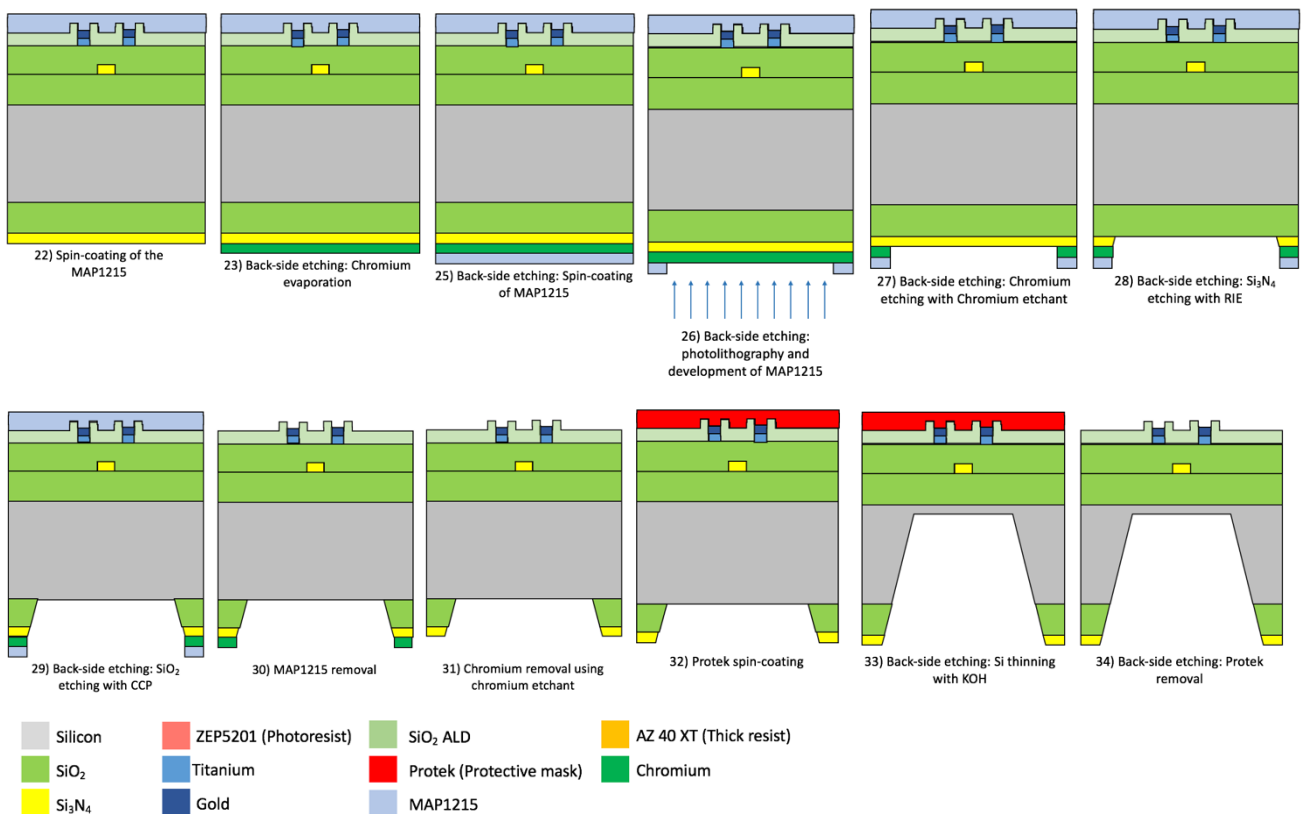 22) Spin-coating of the
MAP1215
23) Back-side etching: Chromium
evaporation
25) Back-side etching: Spin-coating
of MAP1215
26) Back-side etching:
photolithography and
development of MAP1215
27) Back-side etching: Chromium
etching with Chromium etchant
28) Back-side etching: Si₃N₄
etching with RIE
29) Back-side etching: SiO₂
etching with CCP
30) MAP1215 removal
31) Chromium removal using
chromium etchant
32) Protek spin-coating
33) Back-side etching: Si thinning
with KOH
34) Back-side etching: Protek
removal
Silicon
ZEP5201 (Photoresist)
SiO₂ ALD
AZ 40 XT (Thick resist)
SiO₂
Titanium
Protek (Protective mask)
Chromium
Si₃N₄
Gold
MAP1215